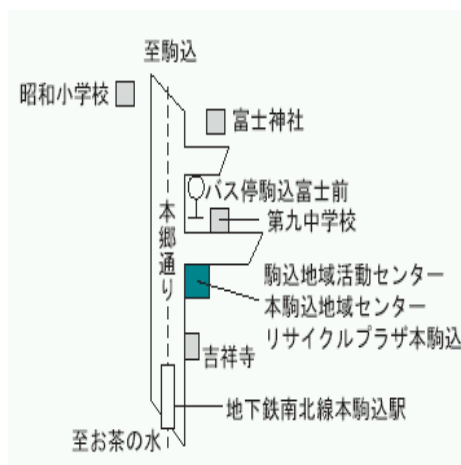 至駒込
昭和小学校
富士神社
バス停駒込富士前
第九中学校
本郷通り
駒込地域活動センター
本駒込地域センター
リサイクルプラザ本駒込
吉祥寺
地下鉄南北線本駒込駅
至お茶の水